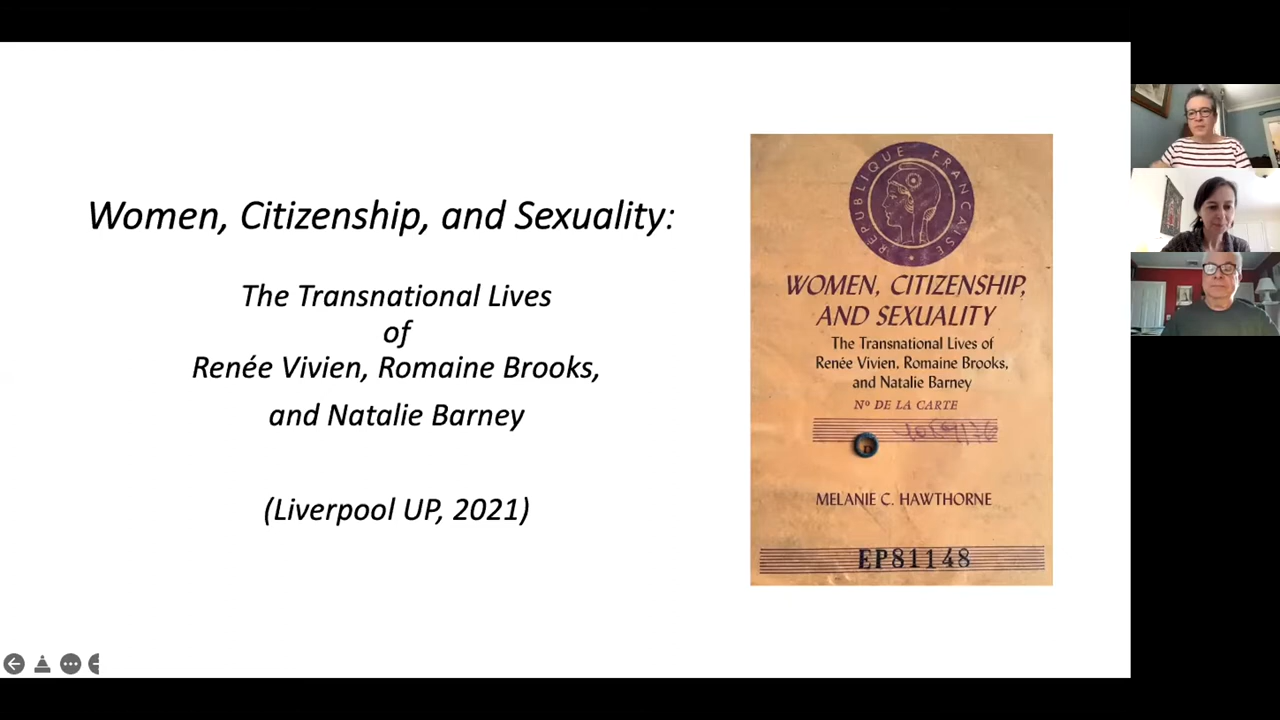 Women, Citizenship, and Sexuality:
The Transnational Lives
of
Renée Vivien, Romaine Brooks,
and Natalie Barney
(Liverpool UP, 2021)
REPUBLIQUE FRANÇAISE
WOMEN, CITIZENSHIP,
AND SEXUALITY
The Transnational Lives of
Renée Vivien, Romaine Brooks,
and Natalie Barney
Nº DE LA CARTE
MELANIE C. HAWTHORNE
EP81148